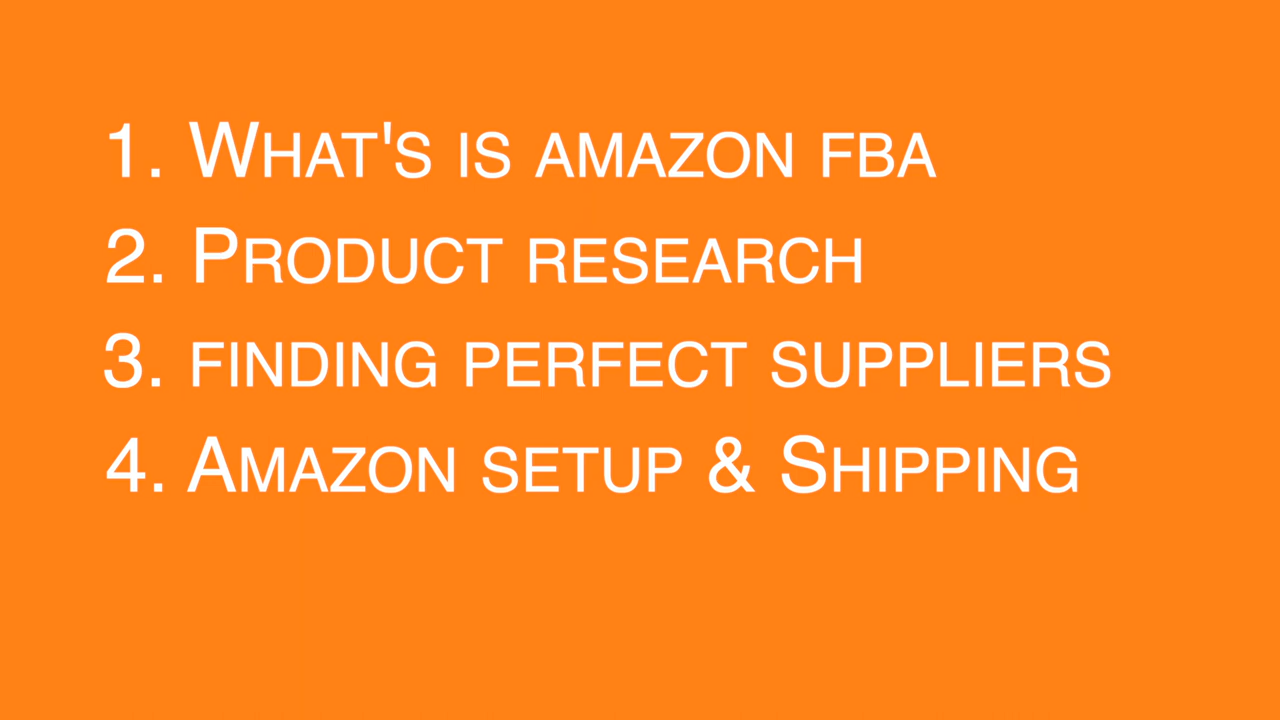 1. What's is amazon fba
2. Product research
3. finding perfect suppliers
4. Amazon setup & Shipping